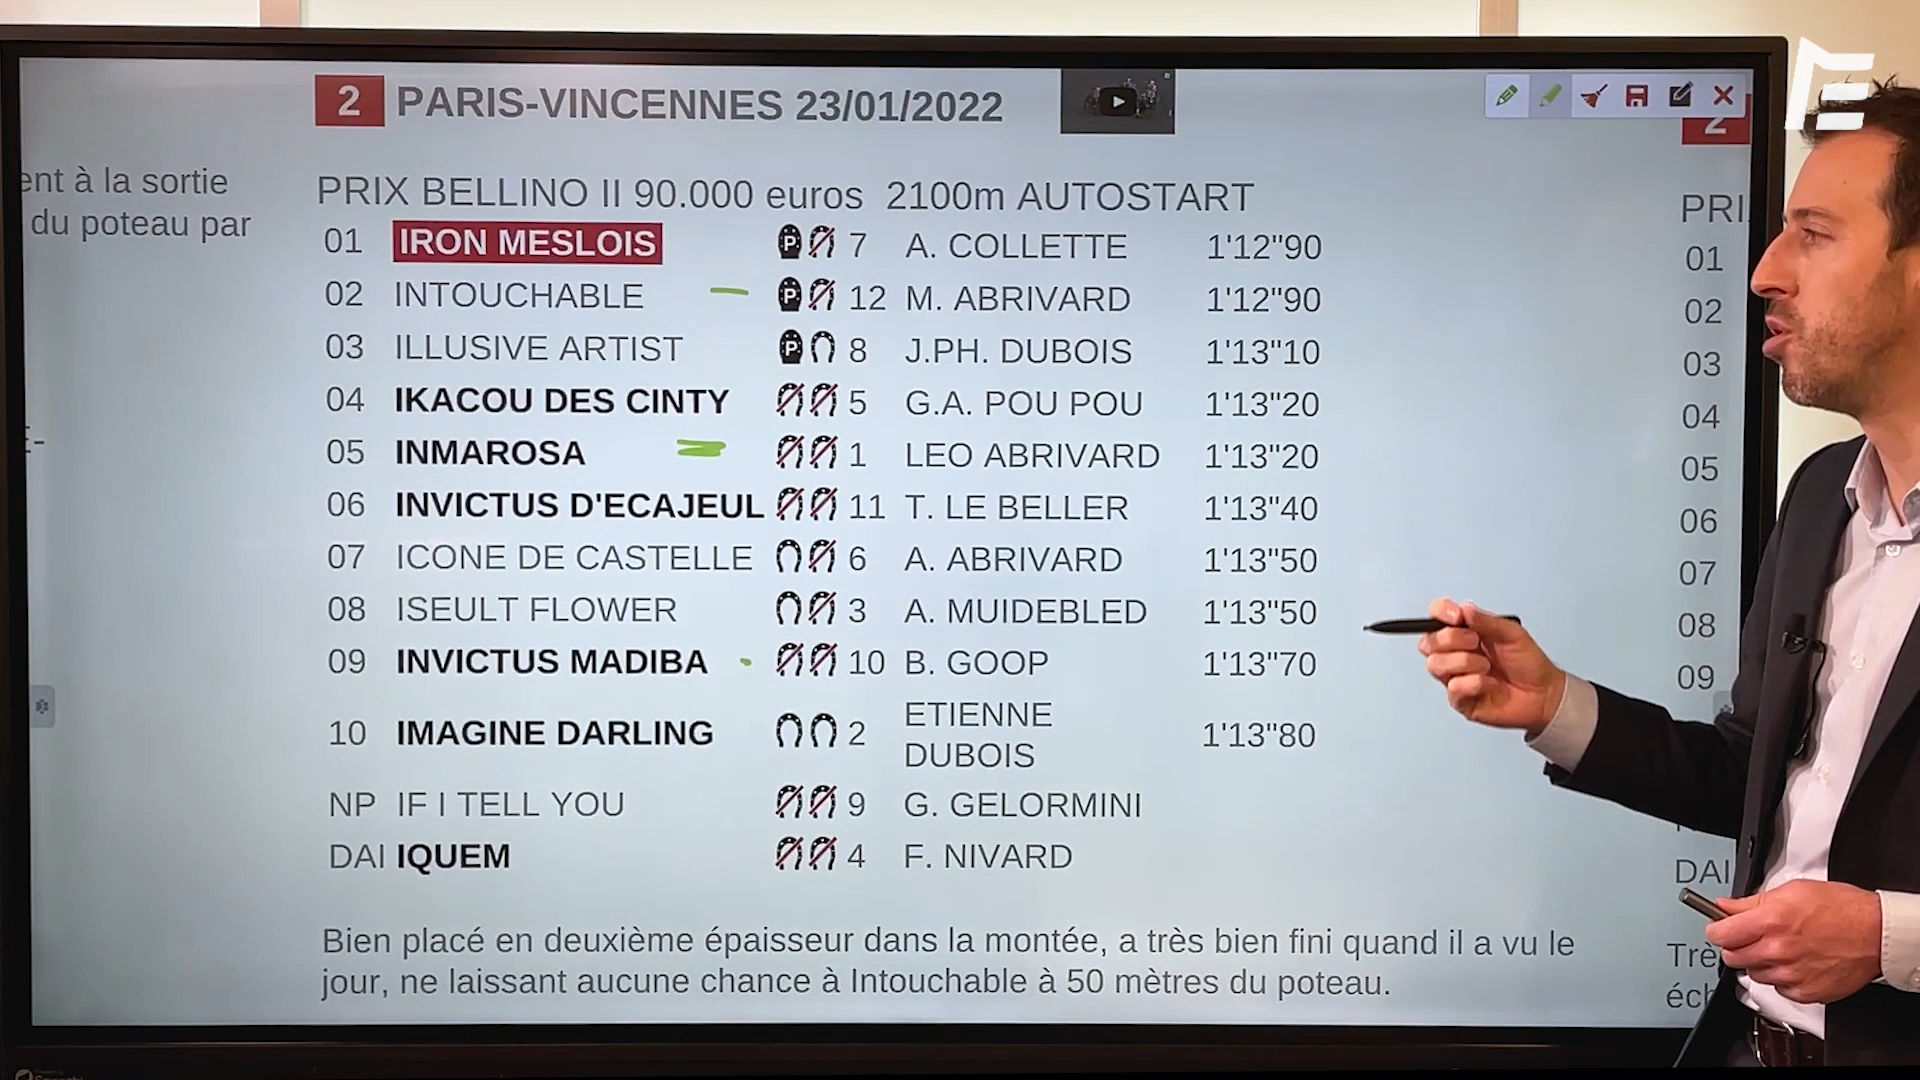 2 PARIS-VINCENNES 23/01/2022
ent à la sortie
du poteau par
PRIX BELLINO II 90.000 euros 2100m AUTOSTART
01 IRON MESLOIS P 7 A. COLLETTE 1'12"90
02 INTOUCHABLE P 12 M. ABRIVARD 1'12"90
03 ILLUSIVE ARTIST P 8 J.PH. DUBOIS 1'13"10
04 IKACOU DES CINTY 5 G.A. POU POU 1'13"20
05 INMAROSA 1 LEO ABRIVARD 1'13"20
06 INVICTUS D'ECAJEUL 11 T. LE BELLER 1'13"40
07 ICONE DE CASTELLE 6 A. ABRIVARD 1'13"50
08 ISEULT FLOWER 3 A. MUIDEBLED 1'13"50
09 INVICTUS MADIBA 10 B. GOOP 1'13"70
10 IMAGINE DARLING 2 ETIENNE DUBOIS 1'13"80
NP IF I TELL YOU 9 G. GELORMINI
DAI IQUEM 4 F. NIVARD
Bien placé en deuxième épaisseur dans la montée, a très bien fini quand il a vu le
jour, ne laissant aucune chance à Intouchable à 50 mètres du poteau.
2
PRI
01
02
03
04
05
06
07
08
09
DAI
Trè
éch
E